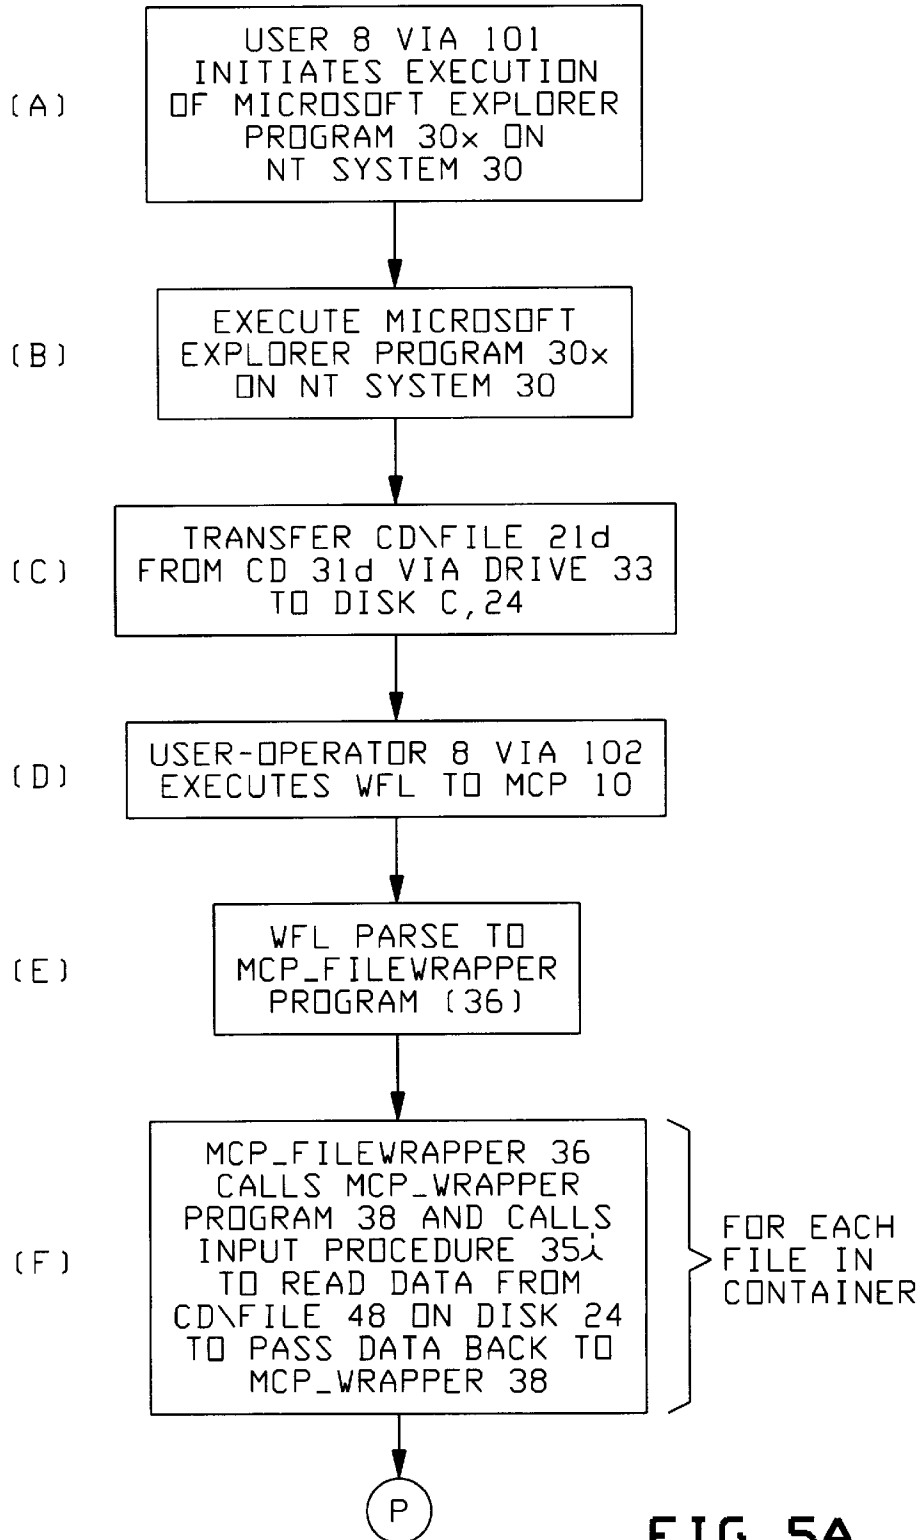 (A)
USER 8 VIA 101
INITIATES EXECUTION
OF MICROSOFT EXPLORER
PROGRAM 30x ON
NT SYSTEM 30
(B)
EXECUTE MICROSOFT
EXPLORER PROGRAM 30x
ON NT SYSTEM 30
(C)
TRANSFER CD\FILE 21d
FROM CD 31d VIA DRIVE 33
TO DISK C,24
(D)
USER-OPERATOR 8 VIA 102
EXECUTES WFL TO MCP 10
(E)
WFL PARSE TO
MCP_FILEWRAPPER
PROGRAM (36)
(F)
MCP_FILEWRAPPER 36
CALLS MCP_WRAPPER
PROGRAM 38 AND CALLS
INPUT PROCEDURE 35i
TO READ DATA FROM
CD\FILE 48 ON DISK 24
TO PASS DATA BACK TO
MCP_WRAPPER 38
FOR EACH
FILE IN
CONTAINER
P
FIG. 5A